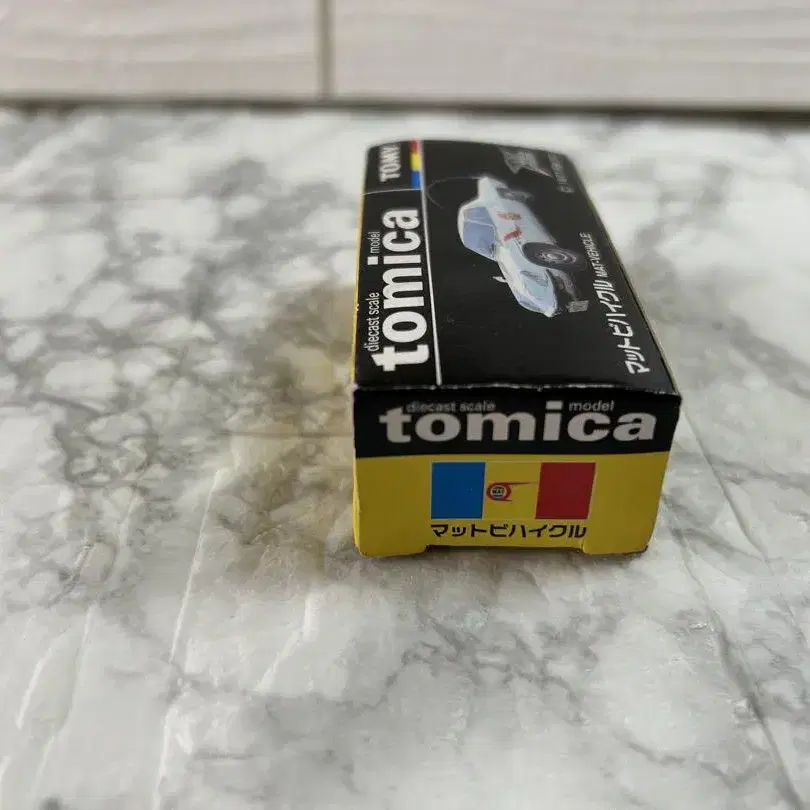 TOMY
diecast scale model
tomica
マットビハイクル MAT-VEHICLE
diecast scale model
tomica
MAT
マットビハイクル